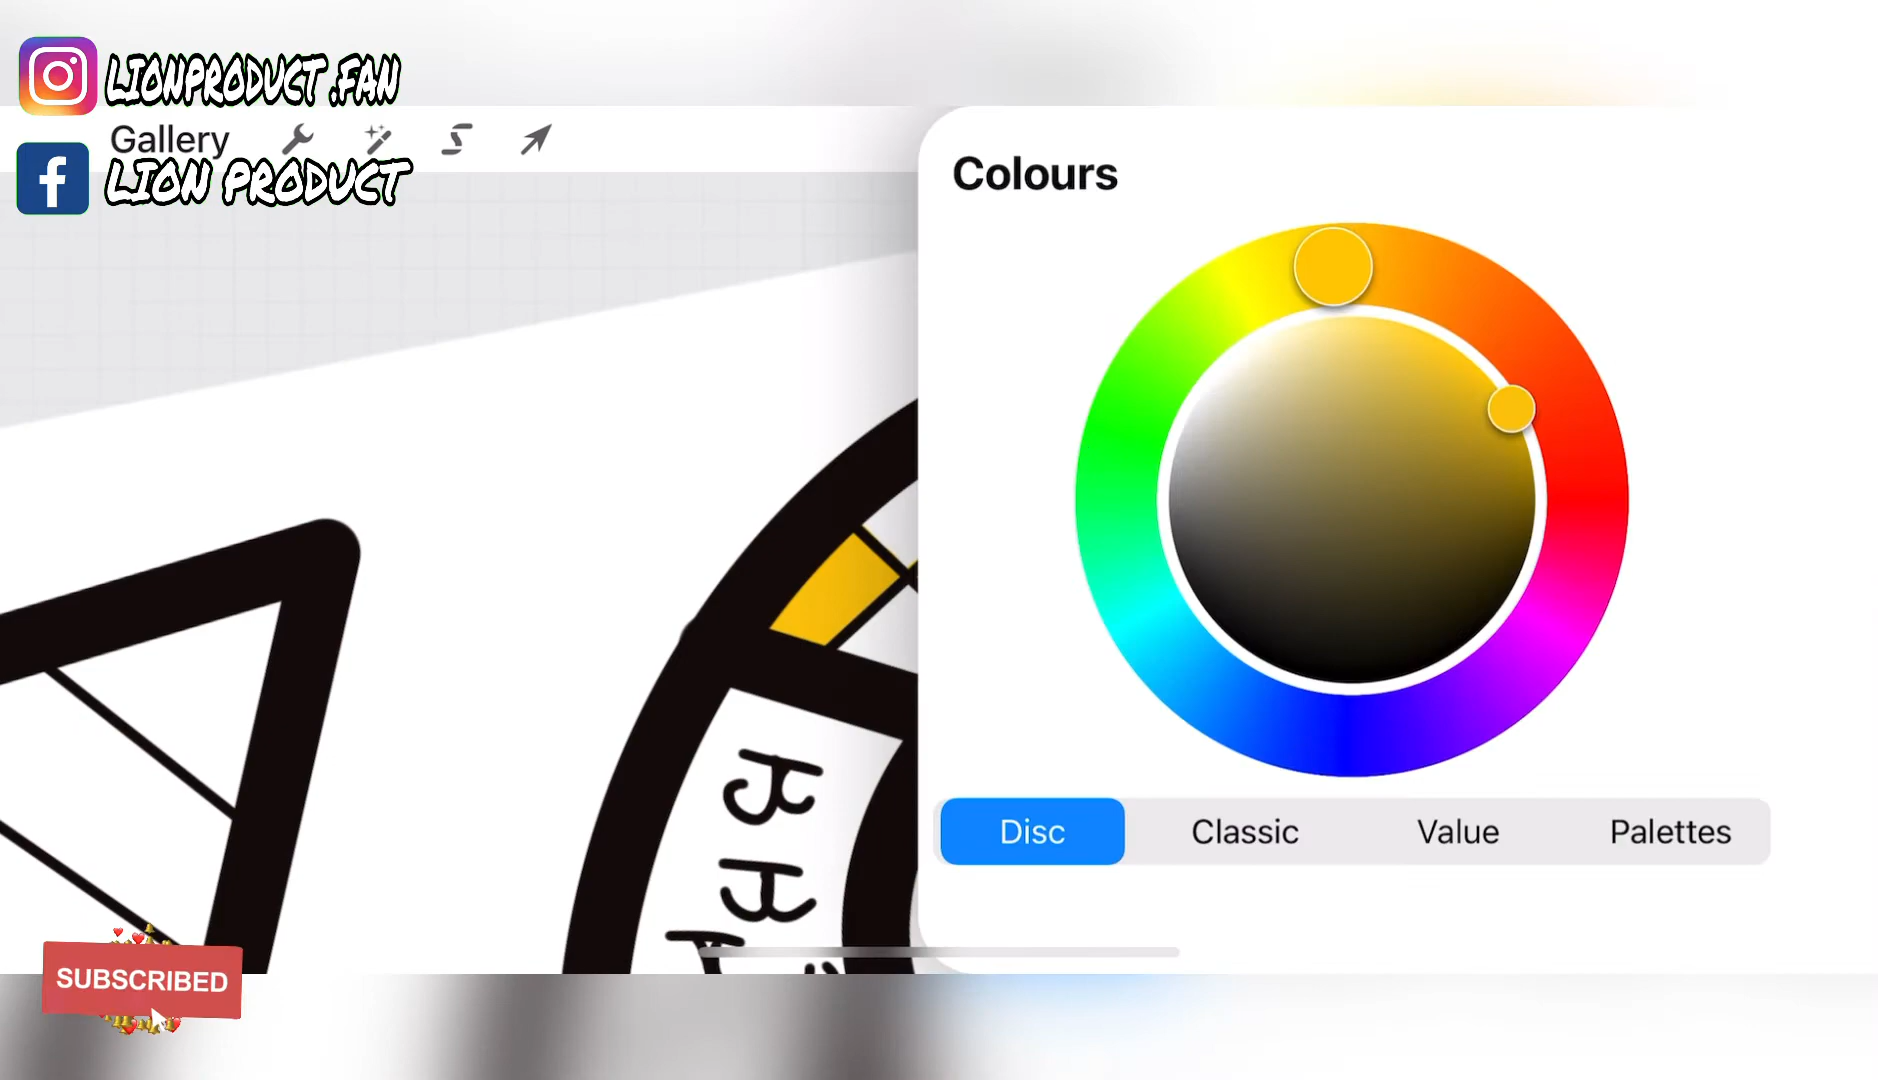 LIONPRODUCT.FAN
Gallery
LION PRODUCT
Colours
Disc
Classic
Value
Palettes
SUBSCRIBED